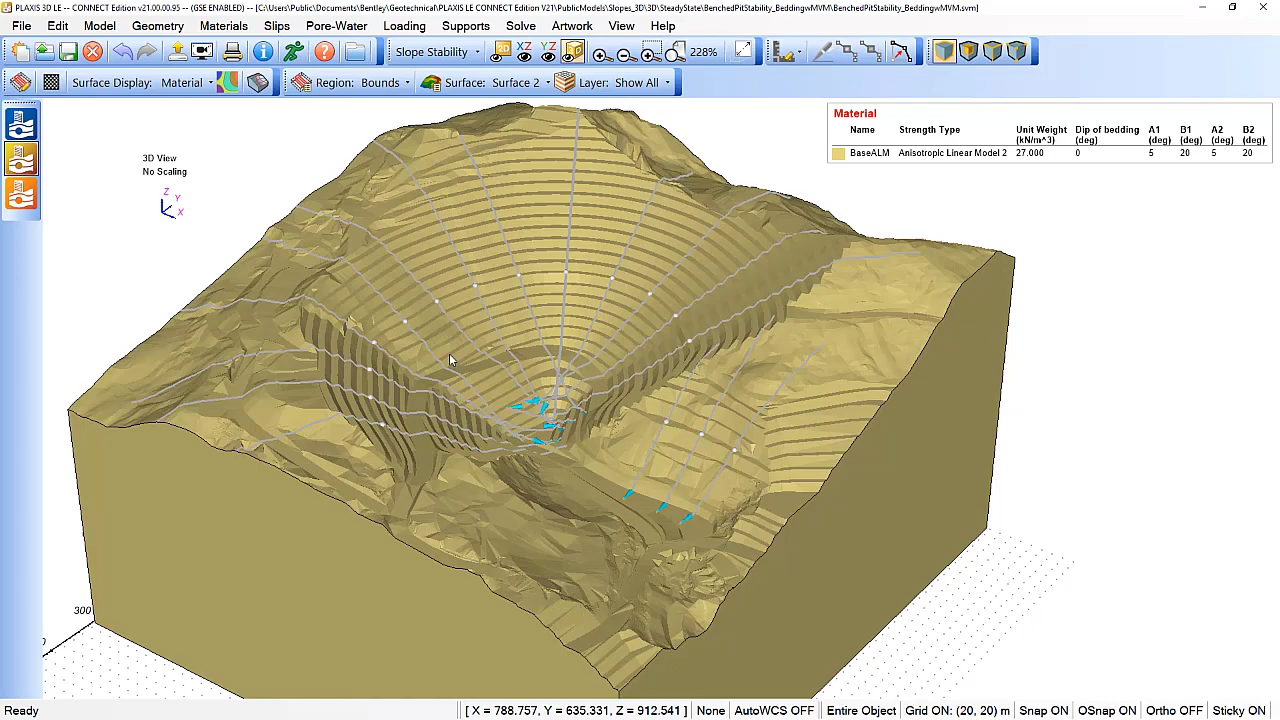 PLAXIS 3D LE -- CONNECT Edition v21.00.00.95 -- (GSE ENABLED) - [C:\Users\Public\Documents\Bentley\Geotechnical\PLAXIS LE CONNECT Edition V21\PublicModels\Slopes_3D\3D\SteadyState\BenchedPitStability_BeddingwMVM\BenchedPitStability_BeddingwMVM.svm]
File Edit Model Geometry Materials Slips Pore-Water Loading Supports Solve Artwork View Help
Slope Stability 2D XZ YZ 228%
Surface Display: Material Region: Bounds Surface: Surface 2 Layer: Show All
Material
Name Strength Type Unit Weight (kN/m^3) Dip of bedding (deg) A1 (deg) B1 (deg) A2 (deg) B2 (deg)
BaseALM Anisotropic Linear Model 2 27.000 0 5 20 5 20
3D View
No Scaling
Z
Y
X
300
0
Ready [ X = 788.757, Y = 635.331, Z = 912.541 ] None AutoWCS OFF Entire Object Grid ON: (20, 20) m Snap ON OSnap ON Ortho OFF Sticky ON